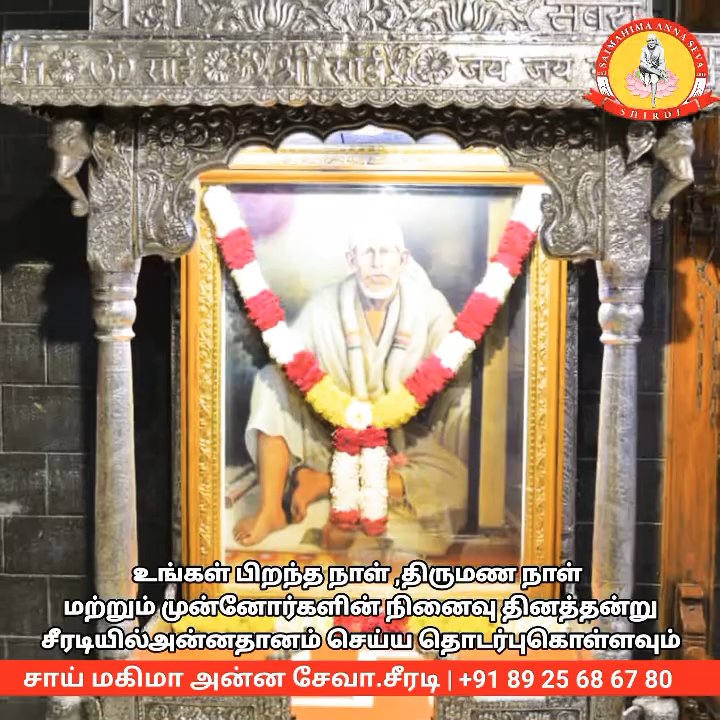 श्री सबका
SAIMAHIMA ANNA SEVA
SHIRDI
ॐ साई श्री साई जय जय
உங்கள் பிறந்த நாள் ,திருமண நாள்
மற்றும் முன்னோர்களின் நினைவு தினத்தன்று
சீரடியில்அன்னதானம் செய்ய தொடர்புகொள்ளவும்
சாய் மகிமா அன்ன சேவா.சீரடி | +91 89 25 68 67 80